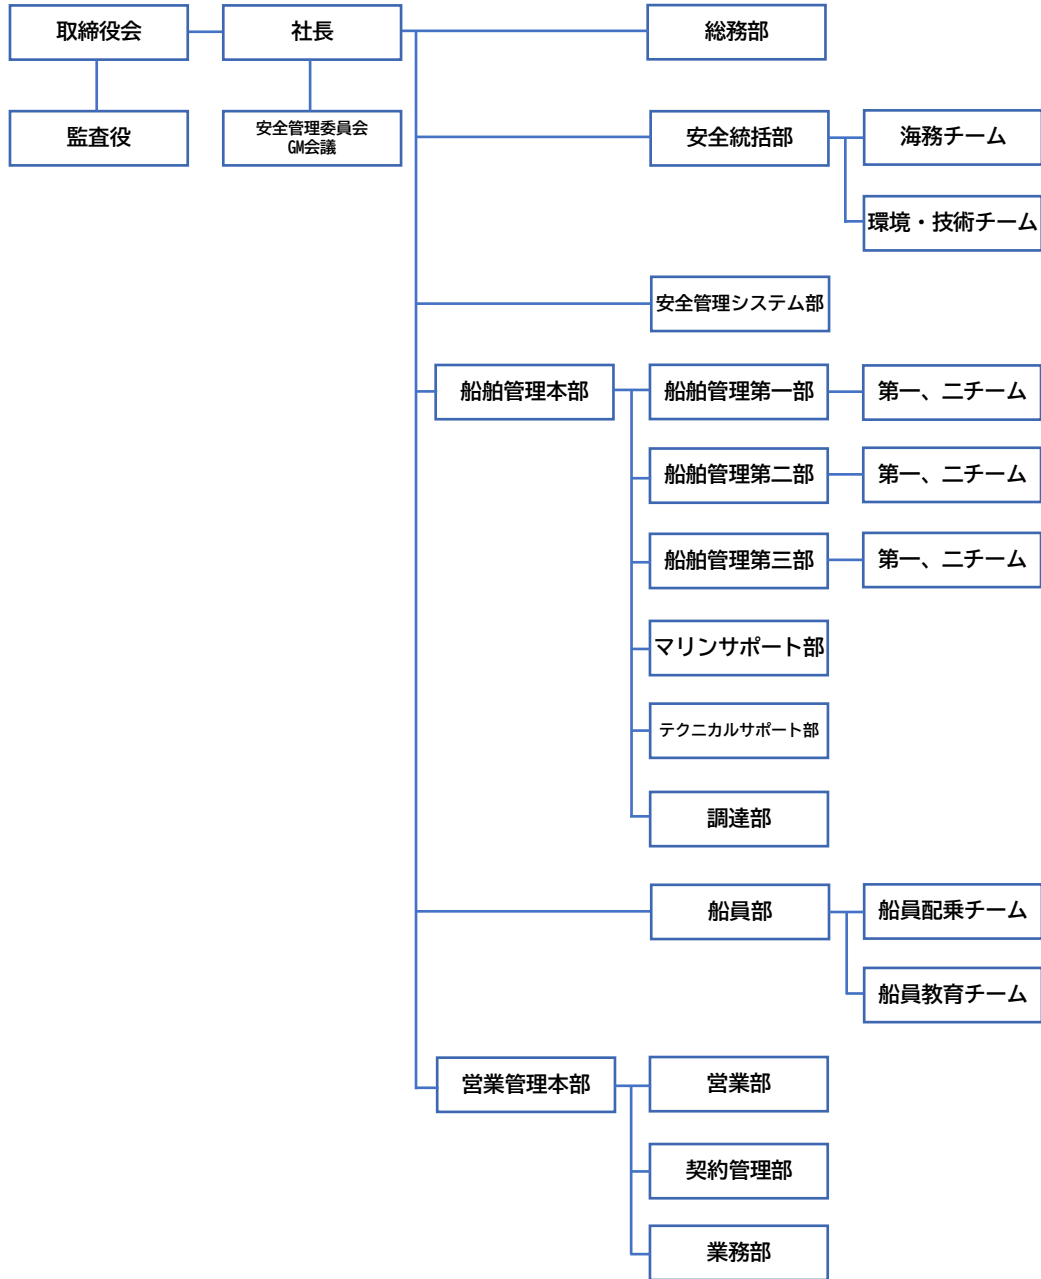 取締役会
社長
総務部
監査役
安全管理委員会
GM会議
安全統括部
海務チーム
環境・技術チーム
安全管理システム部
船舶管理本部
船舶管理第一部
第一、二チーム
船舶管理第二部
第一、二チーム
船舶管理第三部
第一、二チーム
マリンサポート部
テクニカルサポート部
調達部
船員部
船員配乗チーム
船員教育チーム
営業管理本部
営業部
契約管理部
業務部